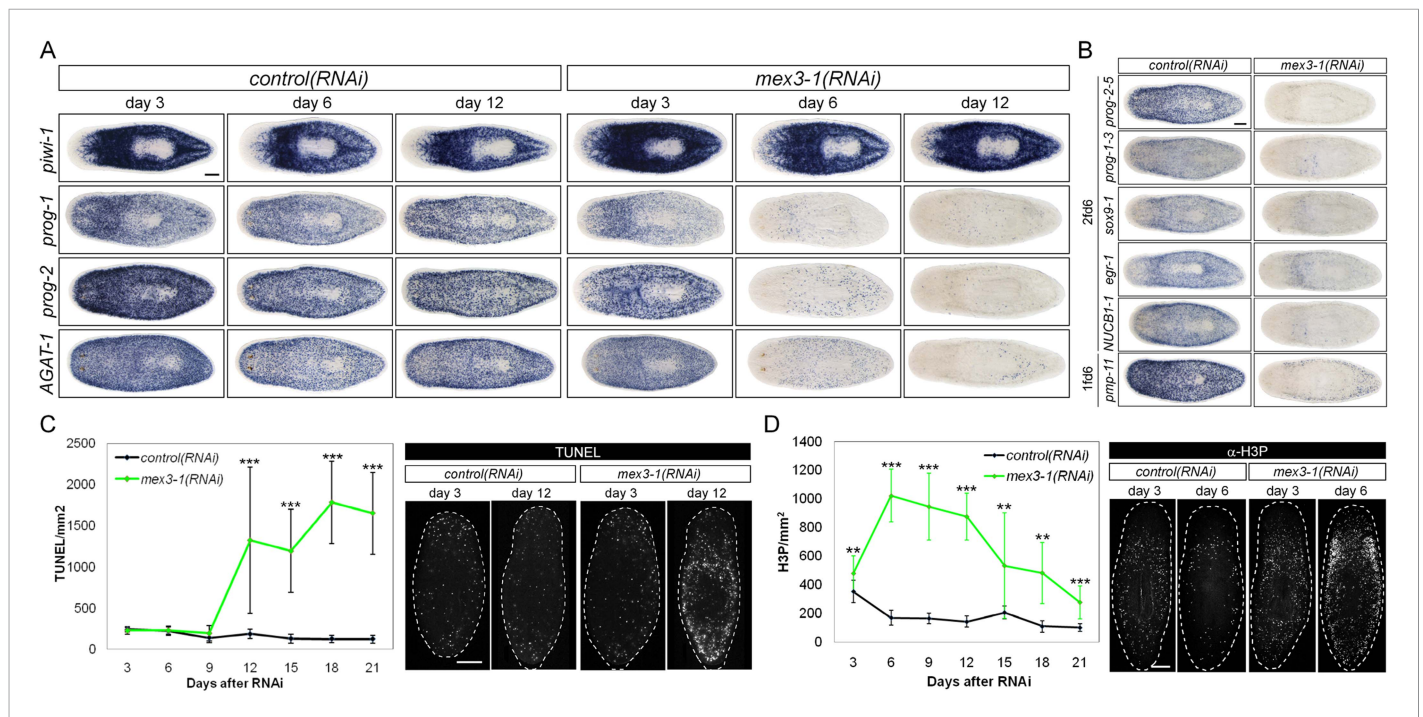 A
control(RNAi) mex3-1(RNAi)
day 3 day 6 day 12 day 3 day 6 day 12
piwi-1
prog-1
prog-2
AGAT-1
B
control(RNAi) mex3-1(RNAi)
prog-2-5
prog-1-3
2fd6
sox9-1
egr-1
NUCB1-1
1fd6
pmp-11
C
control(RNAi)
mex3-1(RNAi)
TUNEL/mm2
2500
2000
1500
1000
500
0
*** *** *** ***
3 6 9 12 15 18 21
Days after RNAi
TUNEL
control(RNAi) mex3-1(RNAi)
day 3 day 12 day 3 day 12
D
control(RNAi)
mex3-1(RNAi)
H3P/mm²
1400
1200
1000
800
600
400
200
0
** *** *** *** ** ** ***
3 6 9 12 15 18 21
Days after RNAi
α-H3P
control(RNAi) mex3-1(RNAi)
day 3 day 6 day 3 day 6